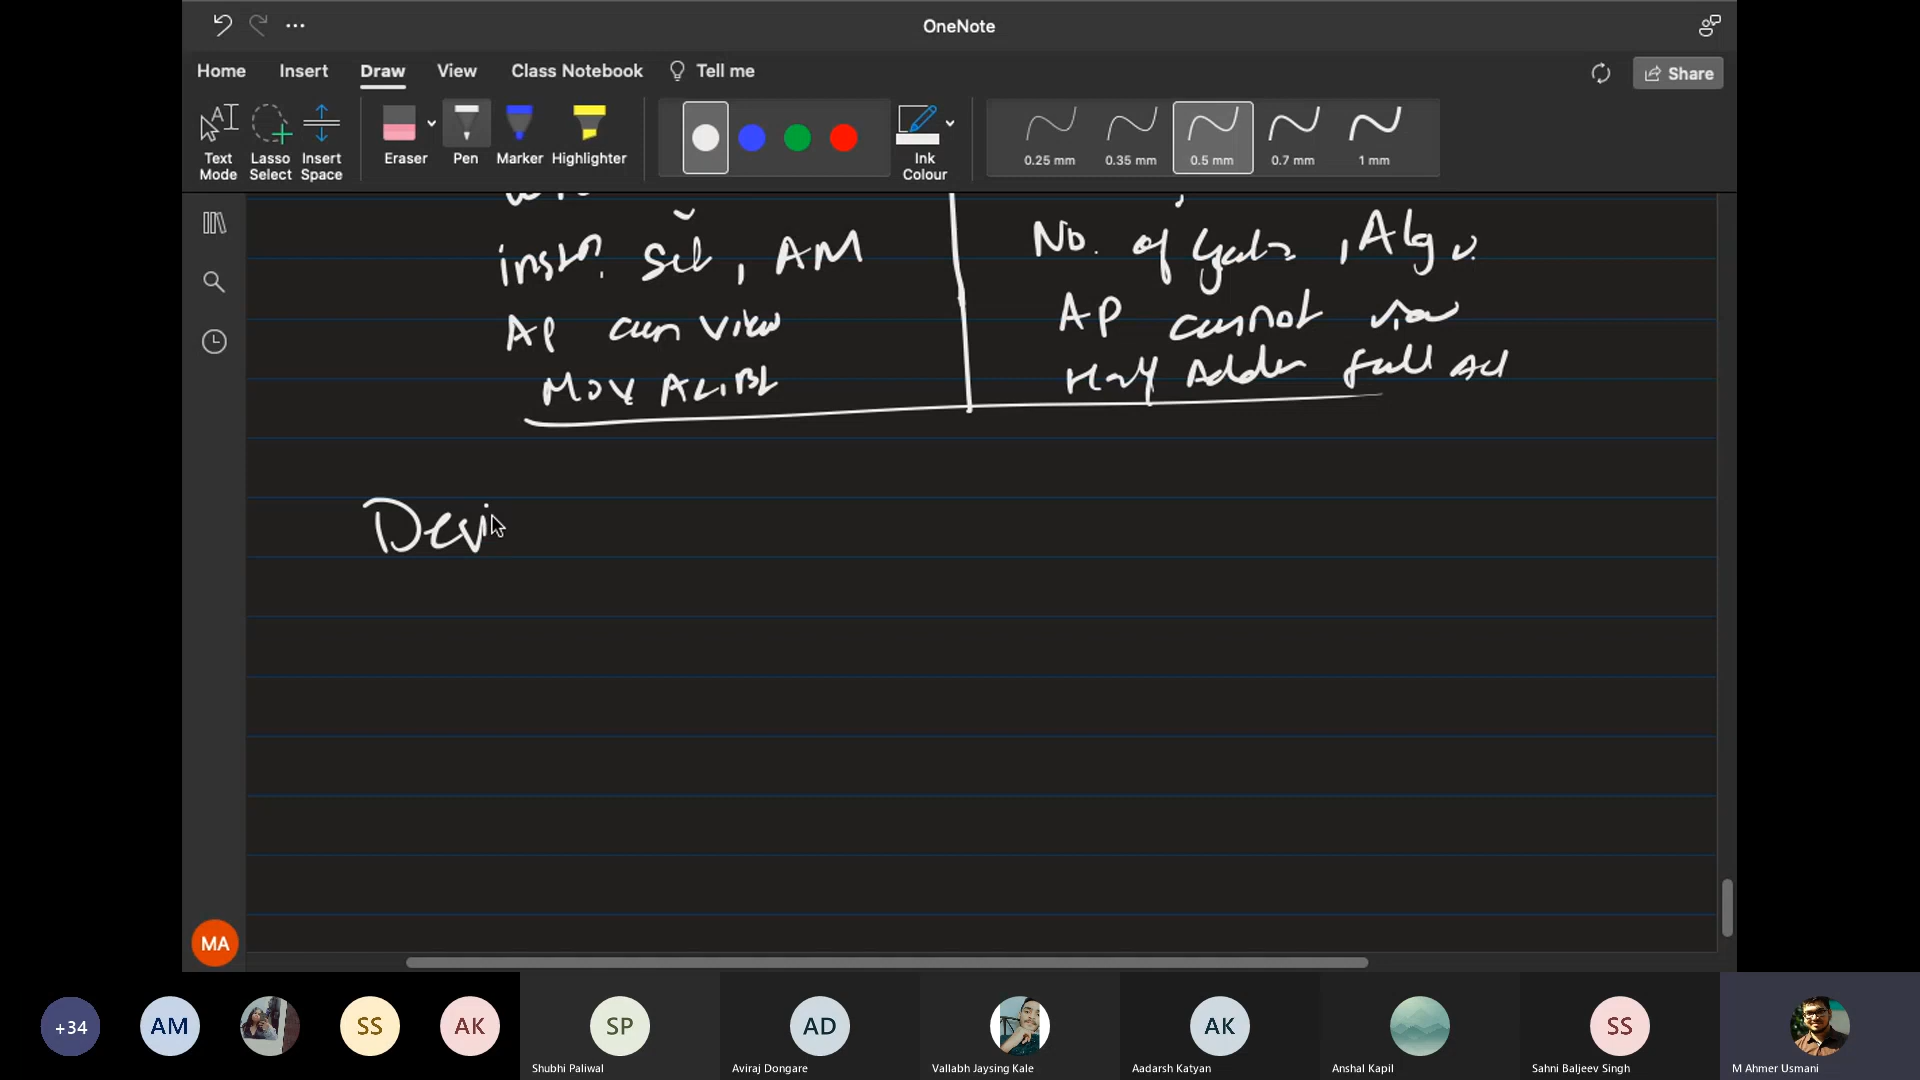 OneNote
Home Insert Draw View Class Notebook Tell me
Share
Text Mode
Lasso Select
Insert Space
Eraser
Pen
Marker
Highlighter
Ink Colour
0.25 mm
0.35 mm
0.5 mm
0.7 mm
1 mm
instn. Set, AM
AP can view
MOV AL, BL
No. of Gates, Algo.
AP cannot view
Half Adder full Ad
Devi
MA
+34
AM
SS
AK
SP
AD
AK
SS
Shubhi Paliwal
Aviraj Dongare
Vallabh Jaysing Kale
Aadarsh Katyan
Anshal Kapil
Sahni Baljeev Singh
M Ahmer Usmani